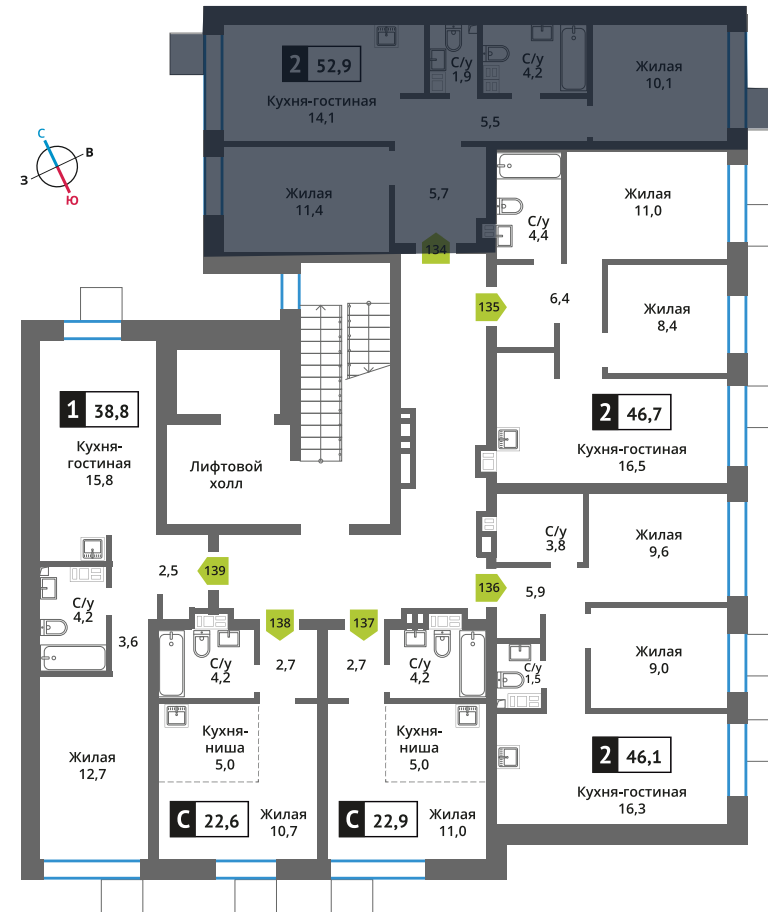 2 52,9
Кухня-гостиная
14,1
С/у
1,9
С/у
4,2
Жилая
10,1
5,5
Жилая
11,4
5,7
134
С
В
З
Ю
С/у
4,4
Жилая
11,0
135
6,4
Жилая
8,4
2 46,7
Кухня-гостиная
16,5
1 38,8
Кухня-
гостиная
15,8
Лифтовой
холл
С/у
3,8
Жилая
9,6
2,5
139
136
5,9
С/у
4,2
3,6
138
137
С/у
4,2
2,7
2,7
С/у
4,2
С/у
1,5
Жилая
9,0
Кухня-
ниша
5,0
Кухня-
ниша
5,0
Жилая
12,7
2 46,1
Кухня-гостиная
16,3
С 22,6
Жилая
10,7
С 22,9
Жилая
11,0